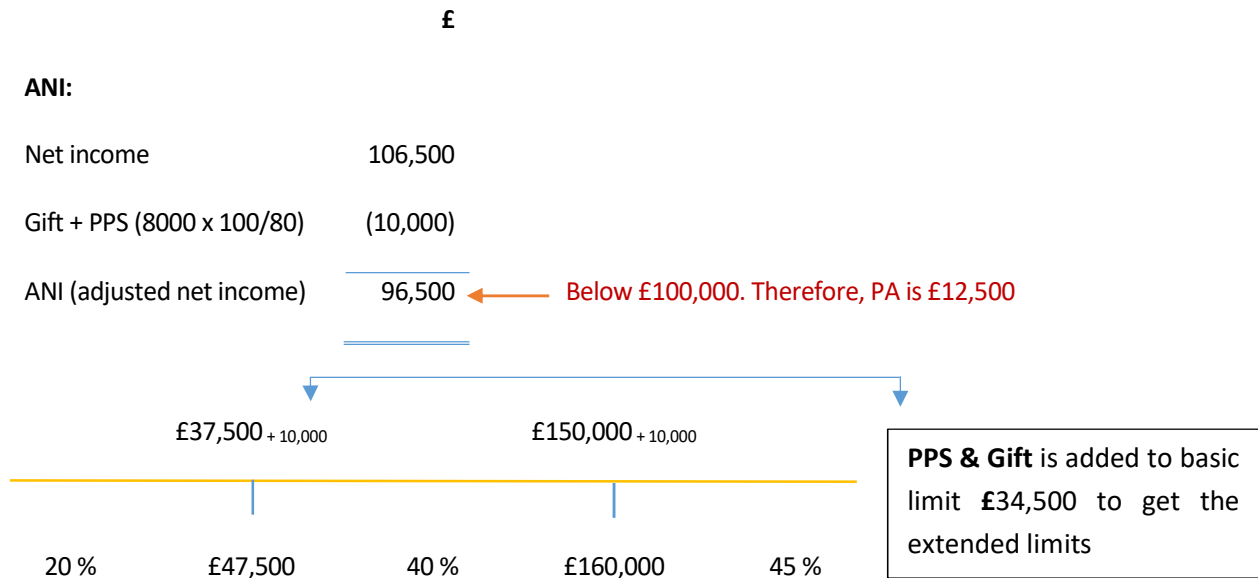 £
ANI:
Net income 106,500
Gift + PPS (8000 x 100/80) (10,000)
ANI (adjusted net income) 96,500 Below £100,000. Therefore, PA is £12,500
£37,500 + 10,000 £150,000 + 10,000
PPS & Gift is added to basic
limit £34,500 to get the
extended limits
20 % £47,500 40 % £160,000 45 %